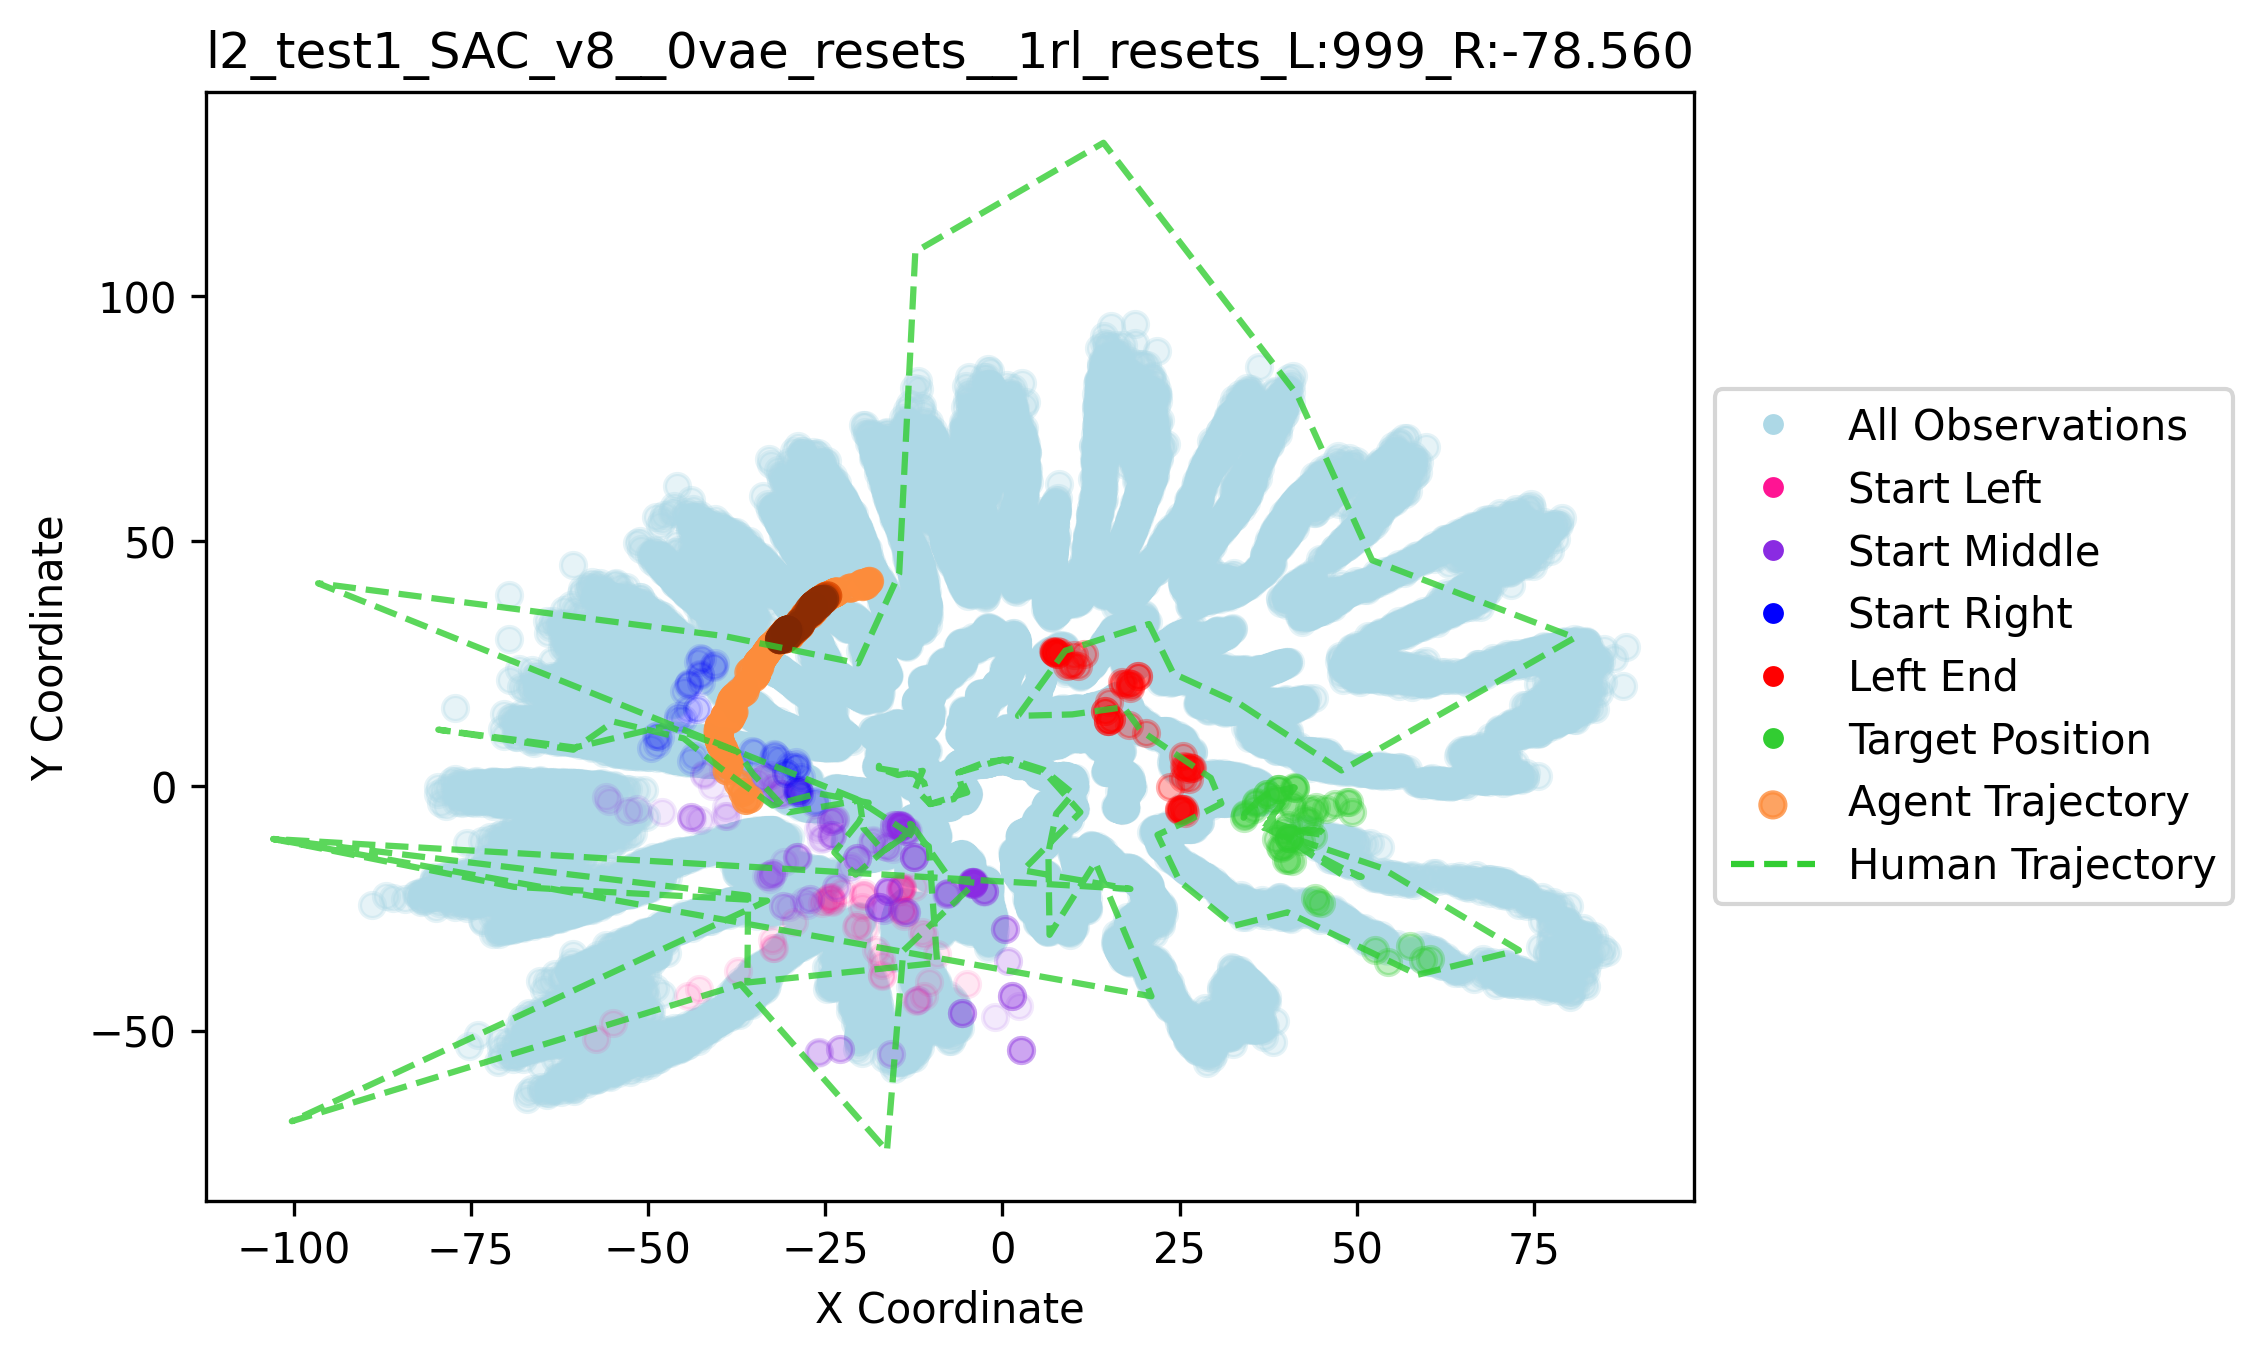 l2_test1_SAC_v8__0vae_resets__1rl_resets_L:999_R:-78.560
Y Coordinate
100
50
0
−50
−100
−75
−50
−25
0
25
50
75
X Coordinate
All Observations
Start Left
Start Middle
Start Right
Left End
Target Position
Agent Trajectory
Human Trajectory